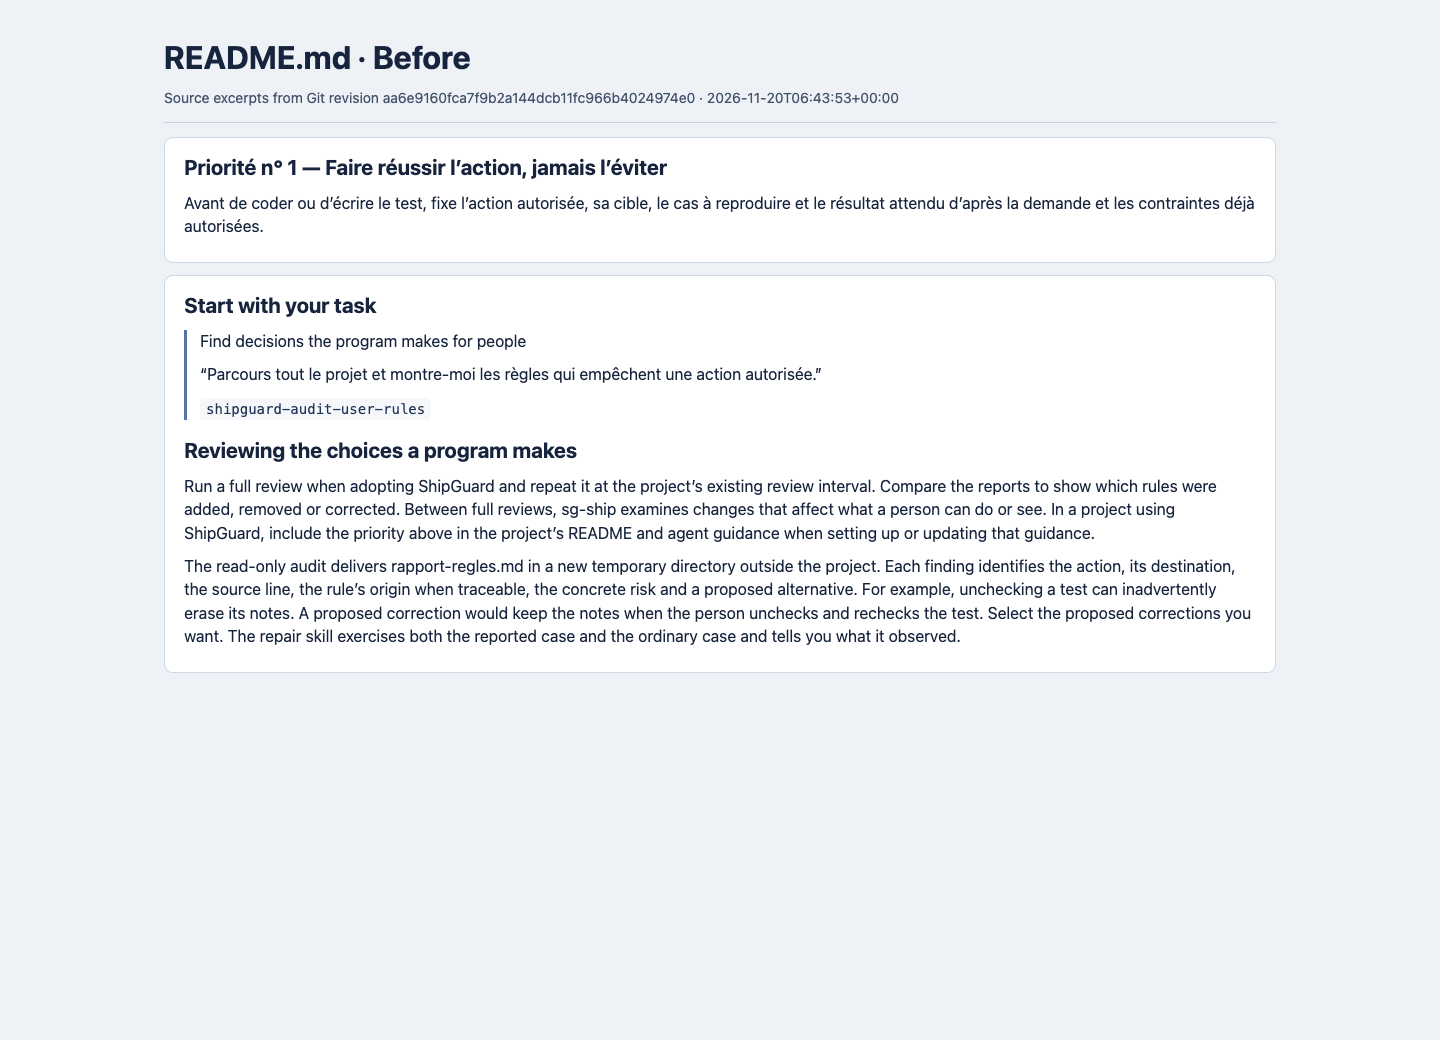 README.md · Before
Source excerpts from Git revision aa6e9160fca7f9b2a144dcb11fc966b4024974e0 · 2026-11-20T06:43:53+00:00
Priorité n° 1 — Faire réussir l’action, jamais l’éviter
Avant de coder ou d’écrire le test, fixe l’action autorisée, sa cible, le cas à reproduire et le résultat attendu d’après la demande et les contraintes déjà
autorisées.
Start with your task
Find decisions the program makes for people
“Parcours tout le projet et montre-moi les règles qui empêchent une action autorisée.”
shipguard-audit-user-rules
Reviewing the choices a program makes
Run a full review when adopting ShipGuard and repeat it at the project’s existing review interval. Compare the reports to show which rules were
added, removed or corrected. Between full reviews, sg-ship examines changes that affect what a person can do or see. In a project using
ShipGuard, include the priority above in the project’s README and agent guidance when setting up or updating that guidance.
The read-only audit delivers rapport-regles.md in a new temporary directory outside the project. Each finding identifies the action, its destination,
the source line, the rule’s origin when traceable, the concrete risk and a proposed alternative. For example, unchecking a test can inadvertently
erase its notes. A proposed correction would keep the notes when the person unchecks and rechecks the test. Select the proposed corrections you
want. The repair skill exercises both the reported case and the ordinary case and tells you what it observed.